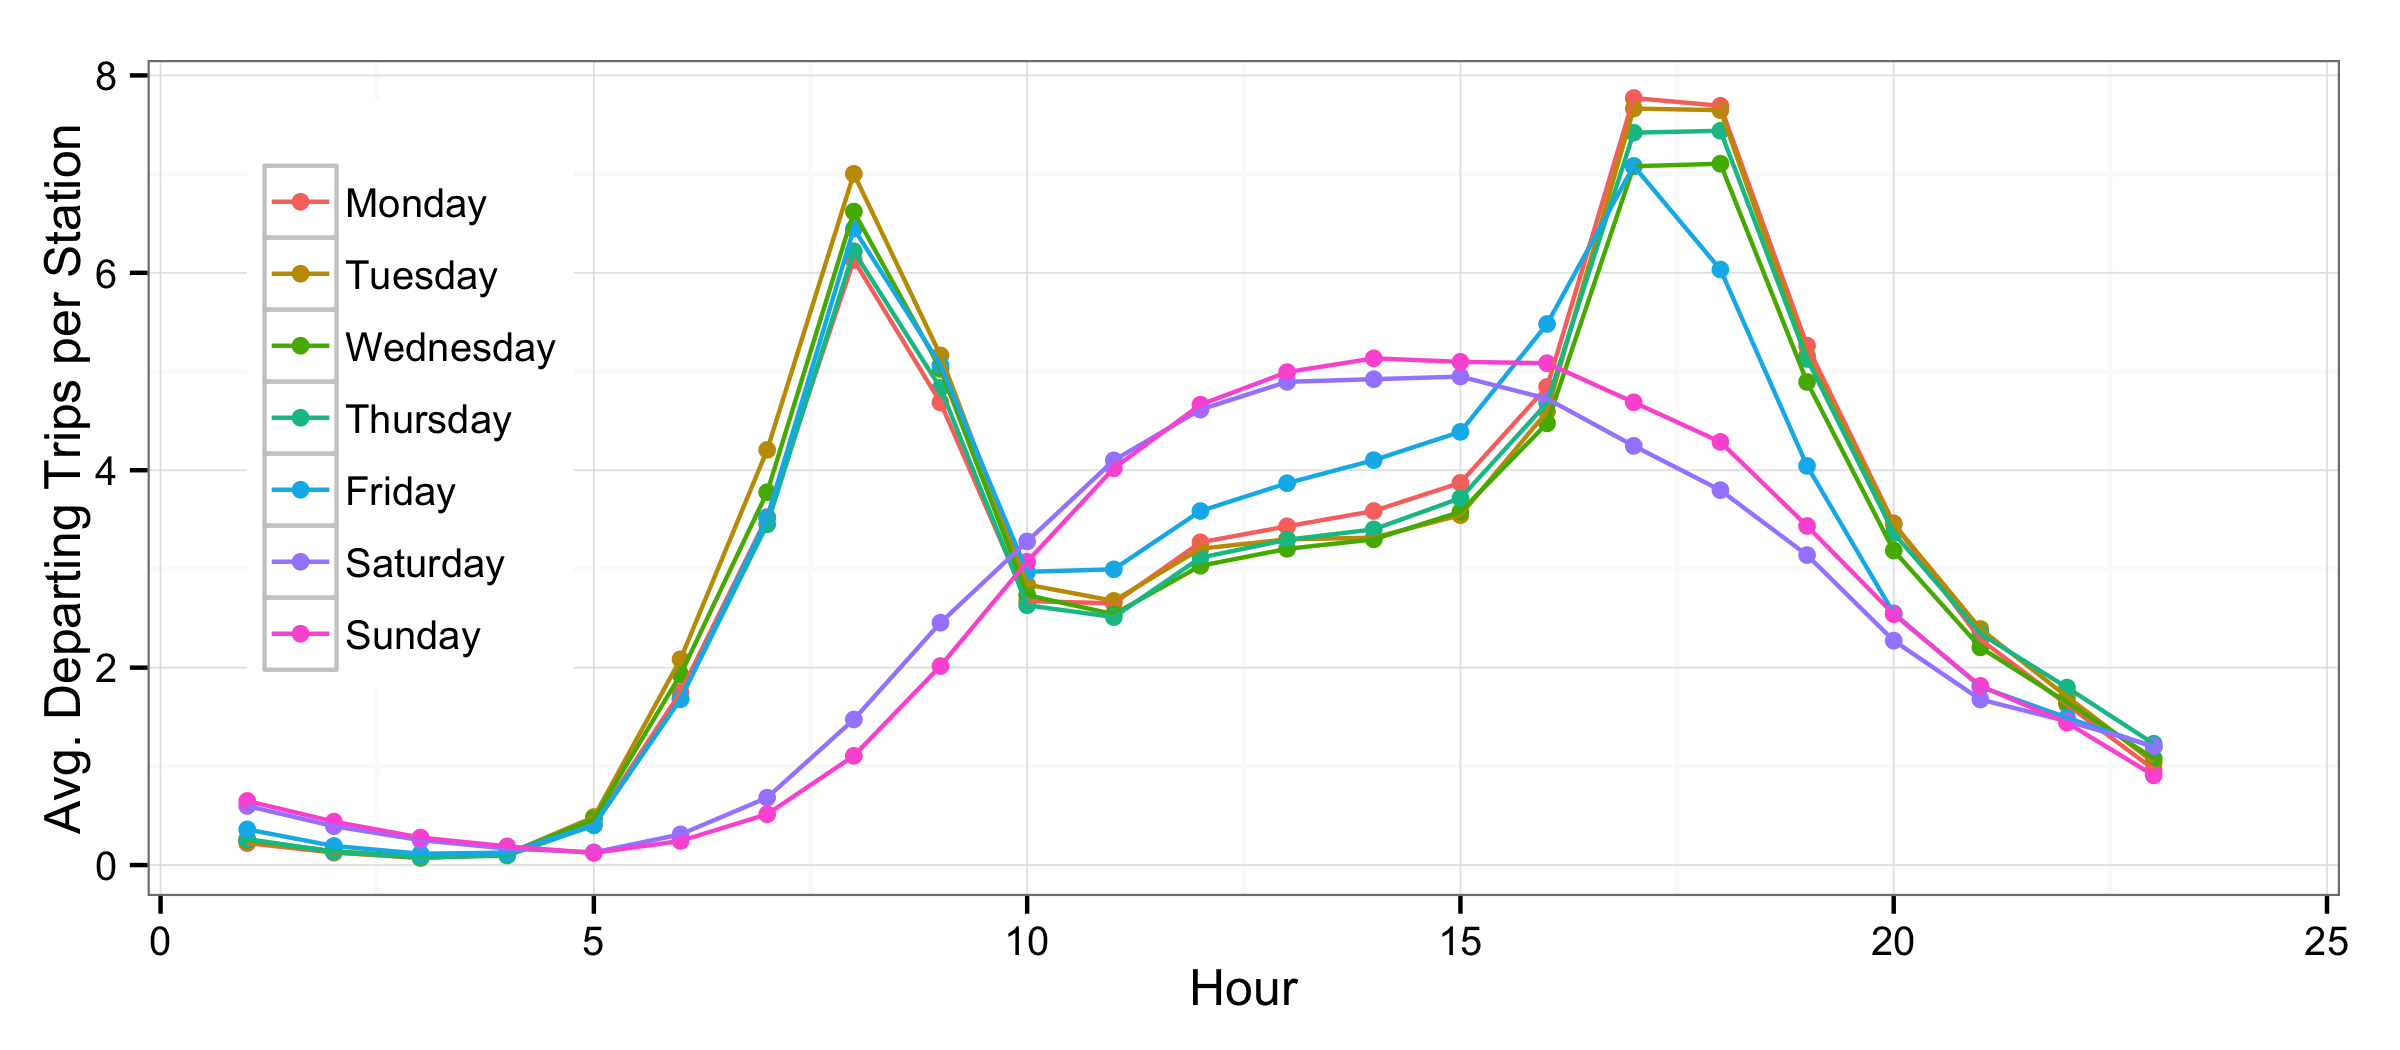 Avg. Departing Trips per Station
8
6
4
2
0
Monday
Tuesday
Wednesday
Thursday
Friday
Saturday
Sunday
0 5 10 15 20 25
Hour